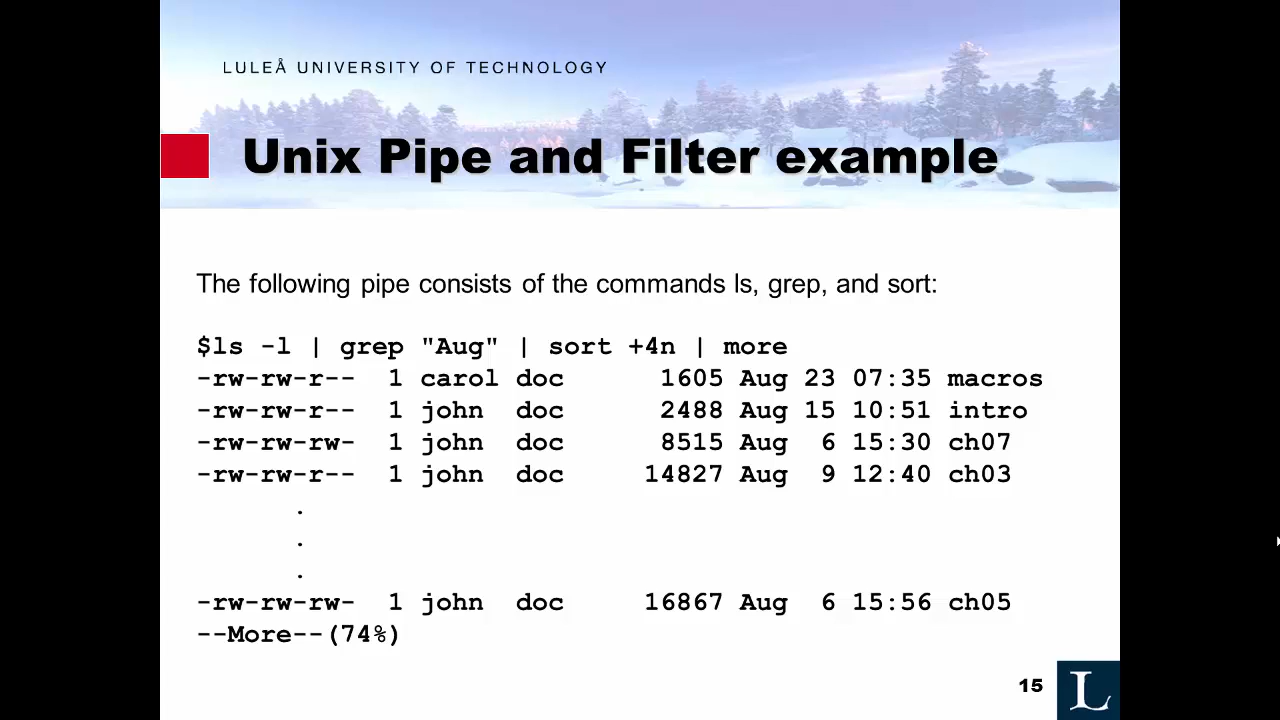 LULEÅ UNIVERSITY OF TECHNOLOGY
Unix Pipe and Filter example
The following pipe consists of the commands ls, grep, and sort:
$ls -l | grep "Aug" | sort +4n | more
-rw-rw-r--  1 carol doc      1605 Aug 23 07:35 macros
-rw-rw-r--  1 john  doc      2488 Aug 15 10:51 intro
-rw-rw-rw-  1 john  doc      8515 Aug  6 15:30 ch07
-rw-rw-r--  1 john  doc     14827 Aug  9 12:40 ch03
.
.
.
-rw-rw-rw-  1 john  doc     16867 Aug  6 15:56 ch05
--More--(74%)
15
L